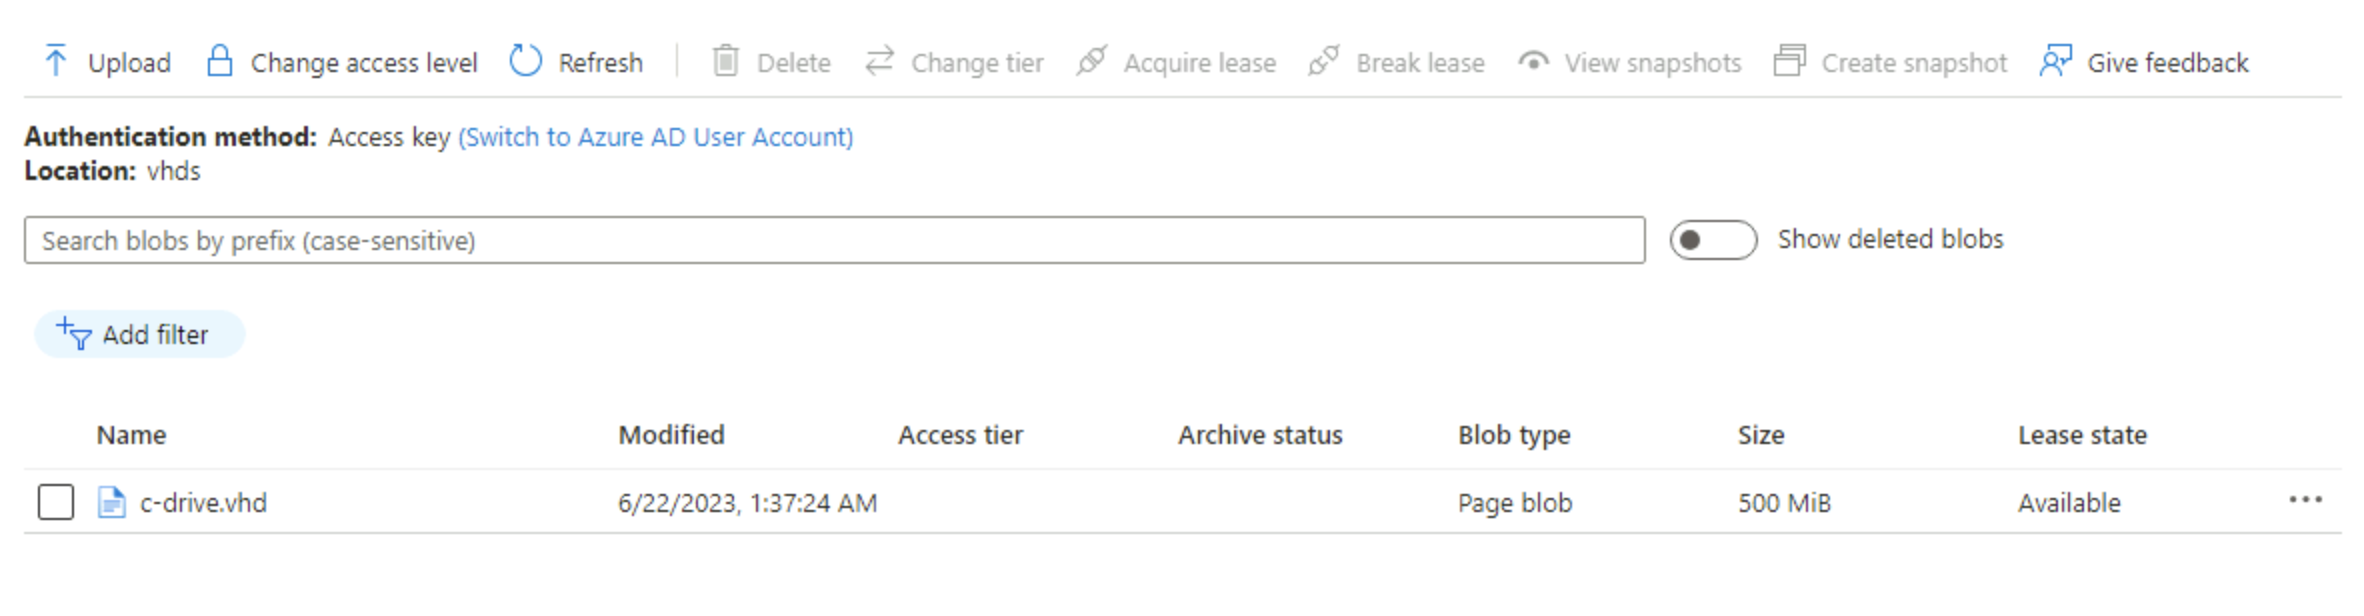 Upload Change access level Refresh Delete Change tier Acquire lease Break lease View snapshots Create snapshot Give feedback
Authentication method: Access key (Switch to Azure AD User Account)
Location: vhds
Search blobs by prefix (case-sensitive) Show deleted blobs
Add filter
Name Modified Access tier Archive status Blob type Size Lease state
c-drive.vhd 6/22/2023, 1:37:24 AM Page blob 500 MiB Available